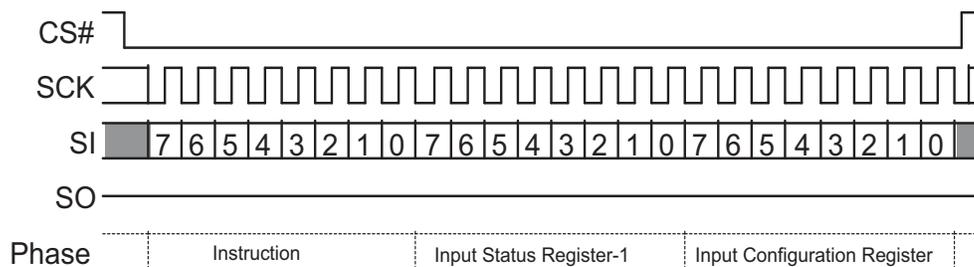 CS#
SCK
SI 7 6 5 4 3 2 1 0 7 6 5 4 3 2 1 0 7 6 5 4 3 2 1 0
SO
Phase Instruction Input Status Register-1 Input Configuration Register